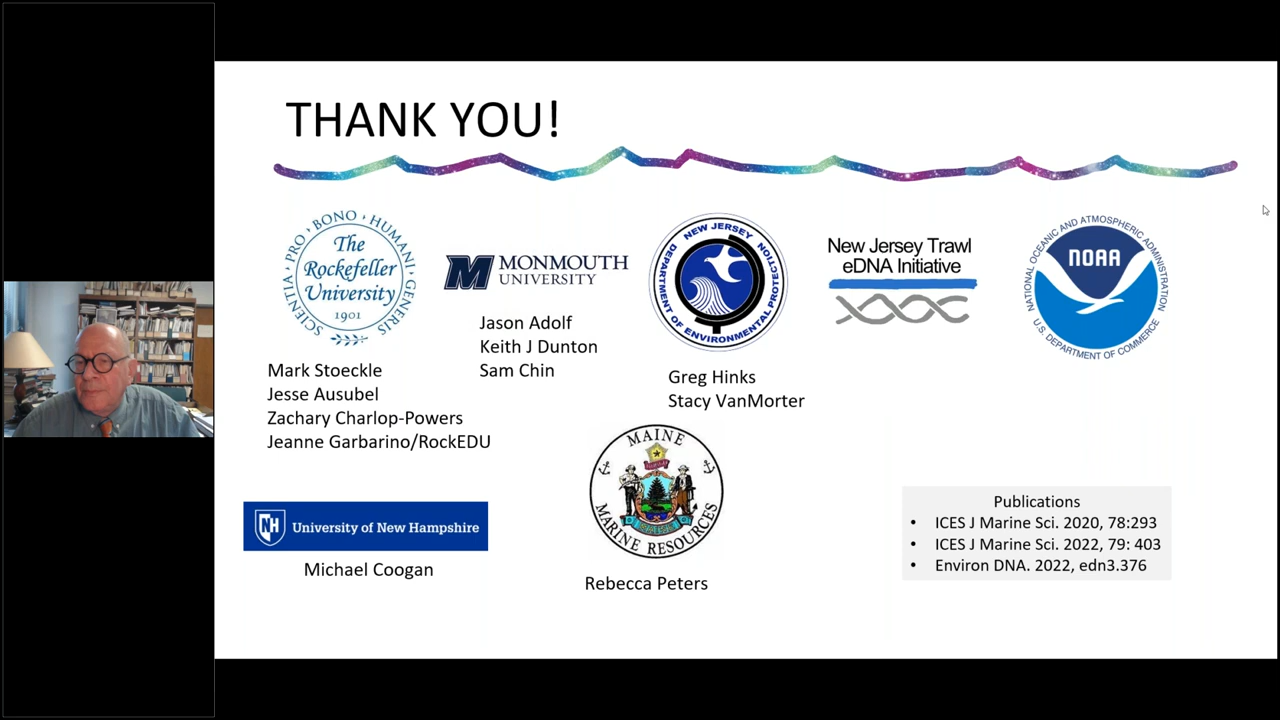 THANK YOU!
SCIENTIA · PRO · BONO · HUMANI · GENERIS
The
Rockefeller
University
1901
M MONMOUTH
UNIVERSITY
Jason Adolf
Keith J Dunton
Sam Chin
NEW JERSEY
DEPARTMENT OF ENVIRONMENTAL PROTECTION
New Jersey Trawl
eDNA Initiative
NATIONAL OCEANIC AND ATMOSPHERIC ADMINISTRATION
NOAA
U.S. DEPARTMENT OF COMMERCE
Mark Stoeckle
Jesse Ausubel
Zachary Charlop-Powers
Jeanne Garbarino/RockEDU
Greg Hinks
Stacy VanMorter
MAINE
MARINE RESOURCES
NH University of New Hampshire
Michael Coogan
Rebecca Peters
Publications
• ICES J Marine Sci. 2020, 78:293
• ICES J Marine Sci. 2022, 79: 403
• Environ DNA. 2022, edn3.376